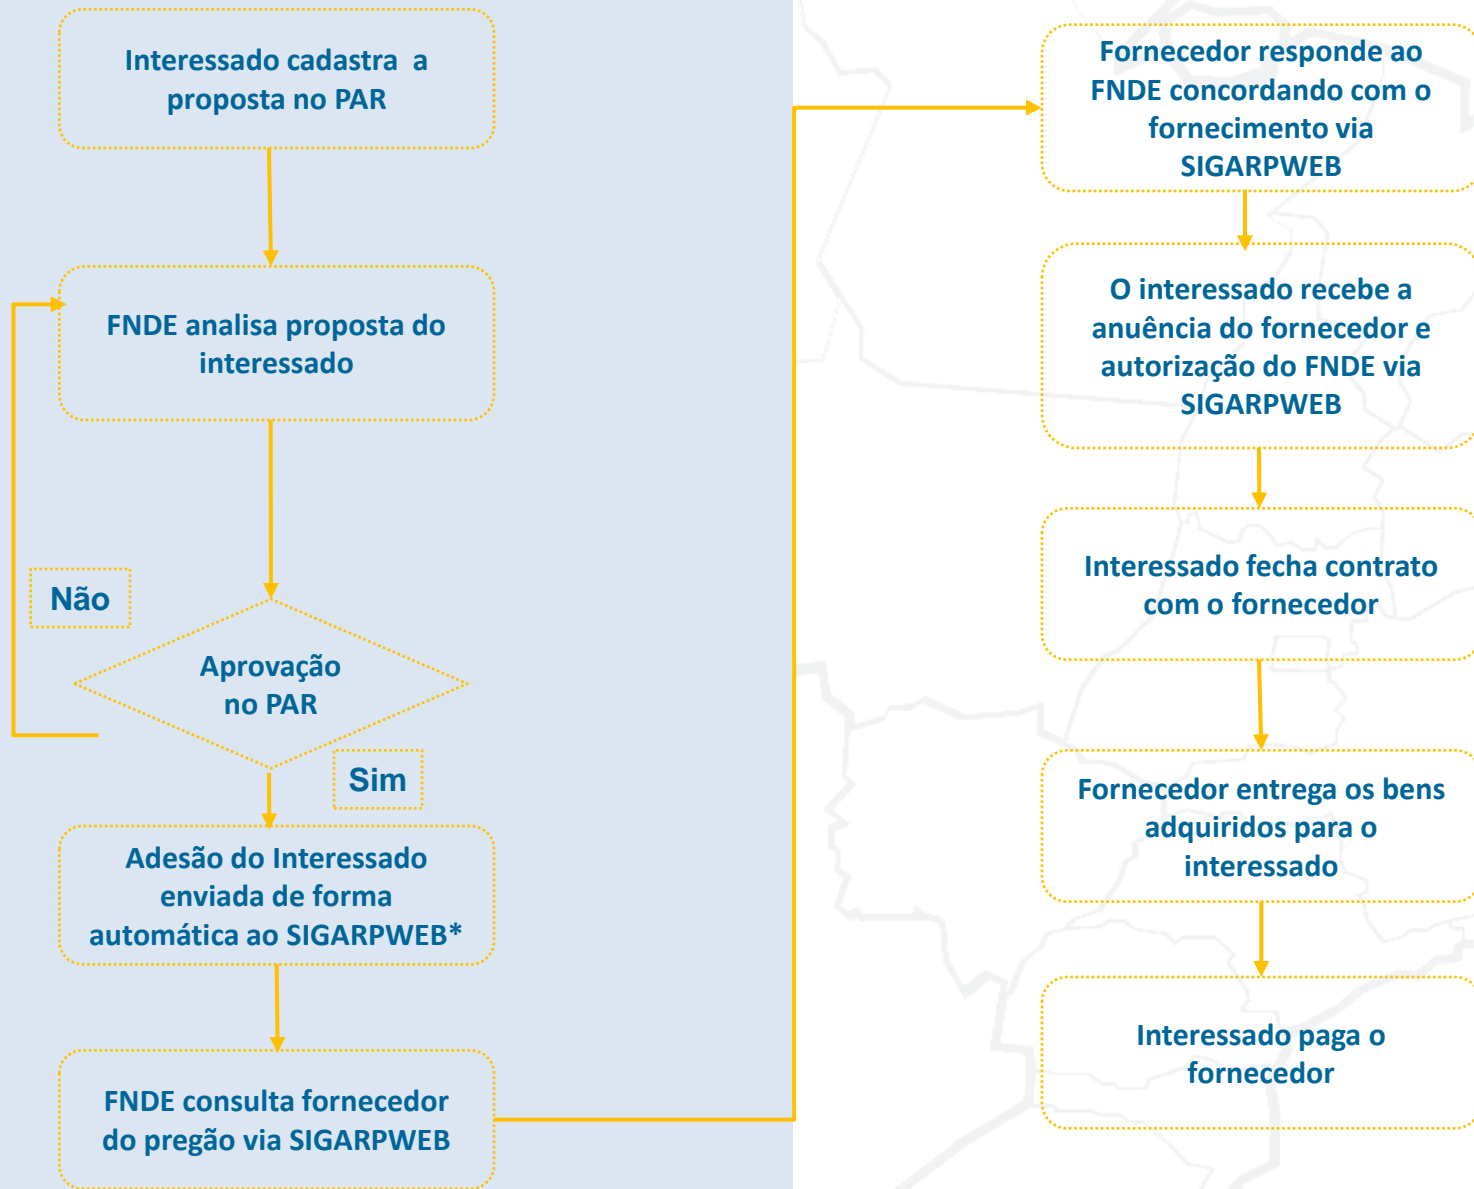 Interessado cadastra a
proposta no PAR
FNDE analisa proposta do
interessado
Não
Aprovação
no PAR
Sim
Adesão do Interessado
enviada de forma
automática ao SIGARPWEB*
FNDE consulta fornecedor
do pregão via SIGARPWEB
Fornecedor responde ao
FNDE concordando com o
fornecimento via
SIGARPWEB
O interessado recebe a
anuência do fornecedor e
autorização do FNDE via
SIGARPWEB
Interessado fecha contrato
com o fornecedor
Fornecedor entrega os bens
adquiridos para o
interessado
Interessado paga o
fornecedor